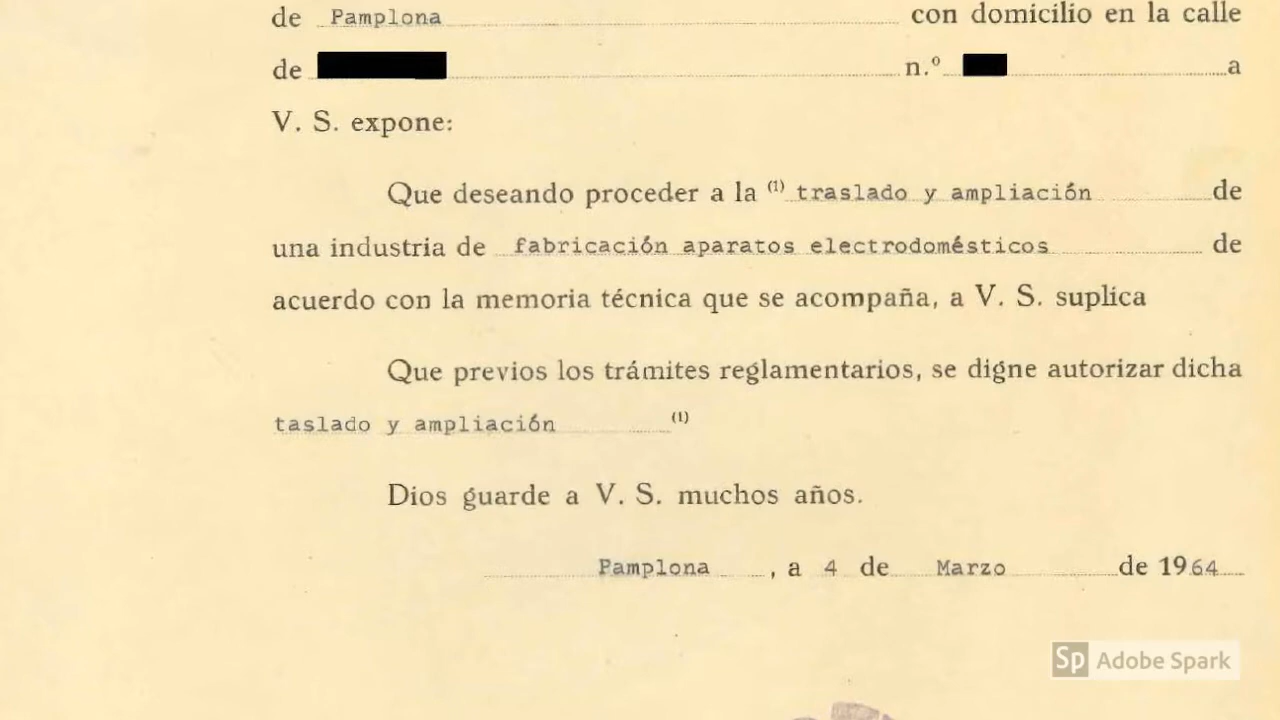 de Pamplona con domicilio en la calle
de n.º a
V. S. expone:
Que deseando proceder a la (1) traslado y ampliación de
una industria de fabricación aparatos electrodomésticos de
acuerdo con la memoria técnica que se acompaña, a V. S. suplica
Que previos los trámites reglamentarios, se digne autorizar dicha
taslado y ampliación (1)
Dios guarde a V. S. muchos años.
Pamplona, a 4 de Marzo de 1964
Sp Adobe Spark